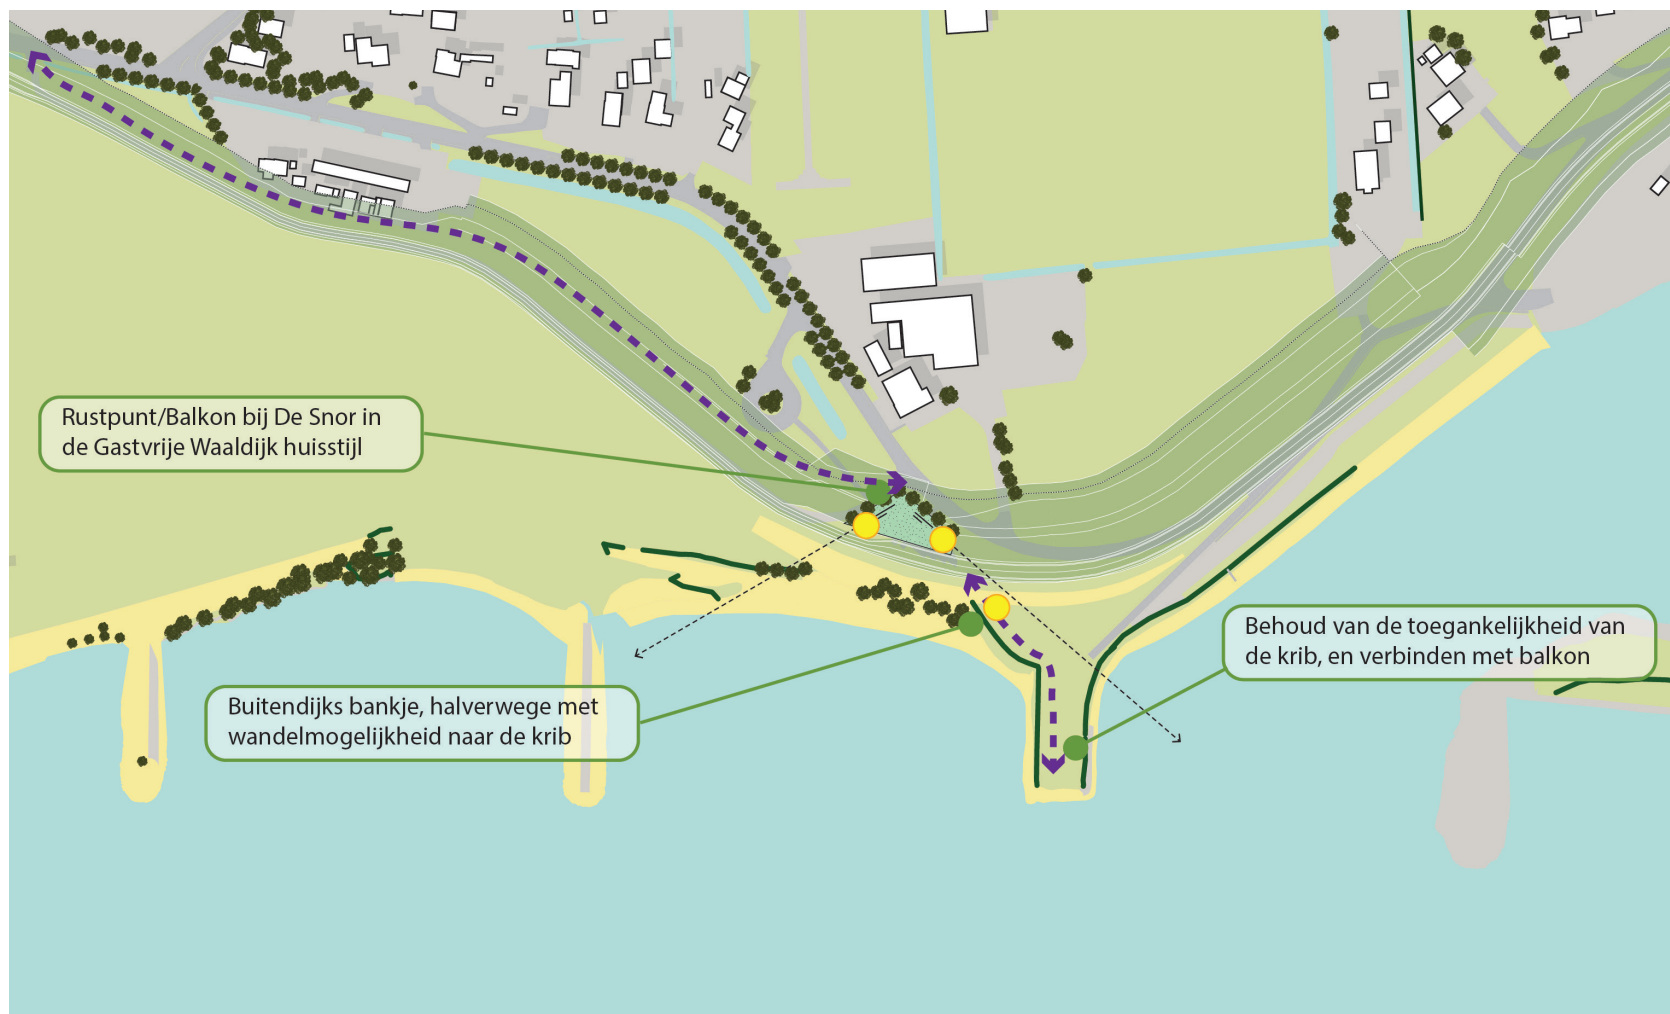 Rustpunt/Balkon bij De Snor in
de Gastvrije Waaldijk huisstijl
Behoud van de toegankelijkheid van
de krib, en verbinden met balkon
Buitendijks bankje, halverwege met
wandelmogelijkheid naar de krib